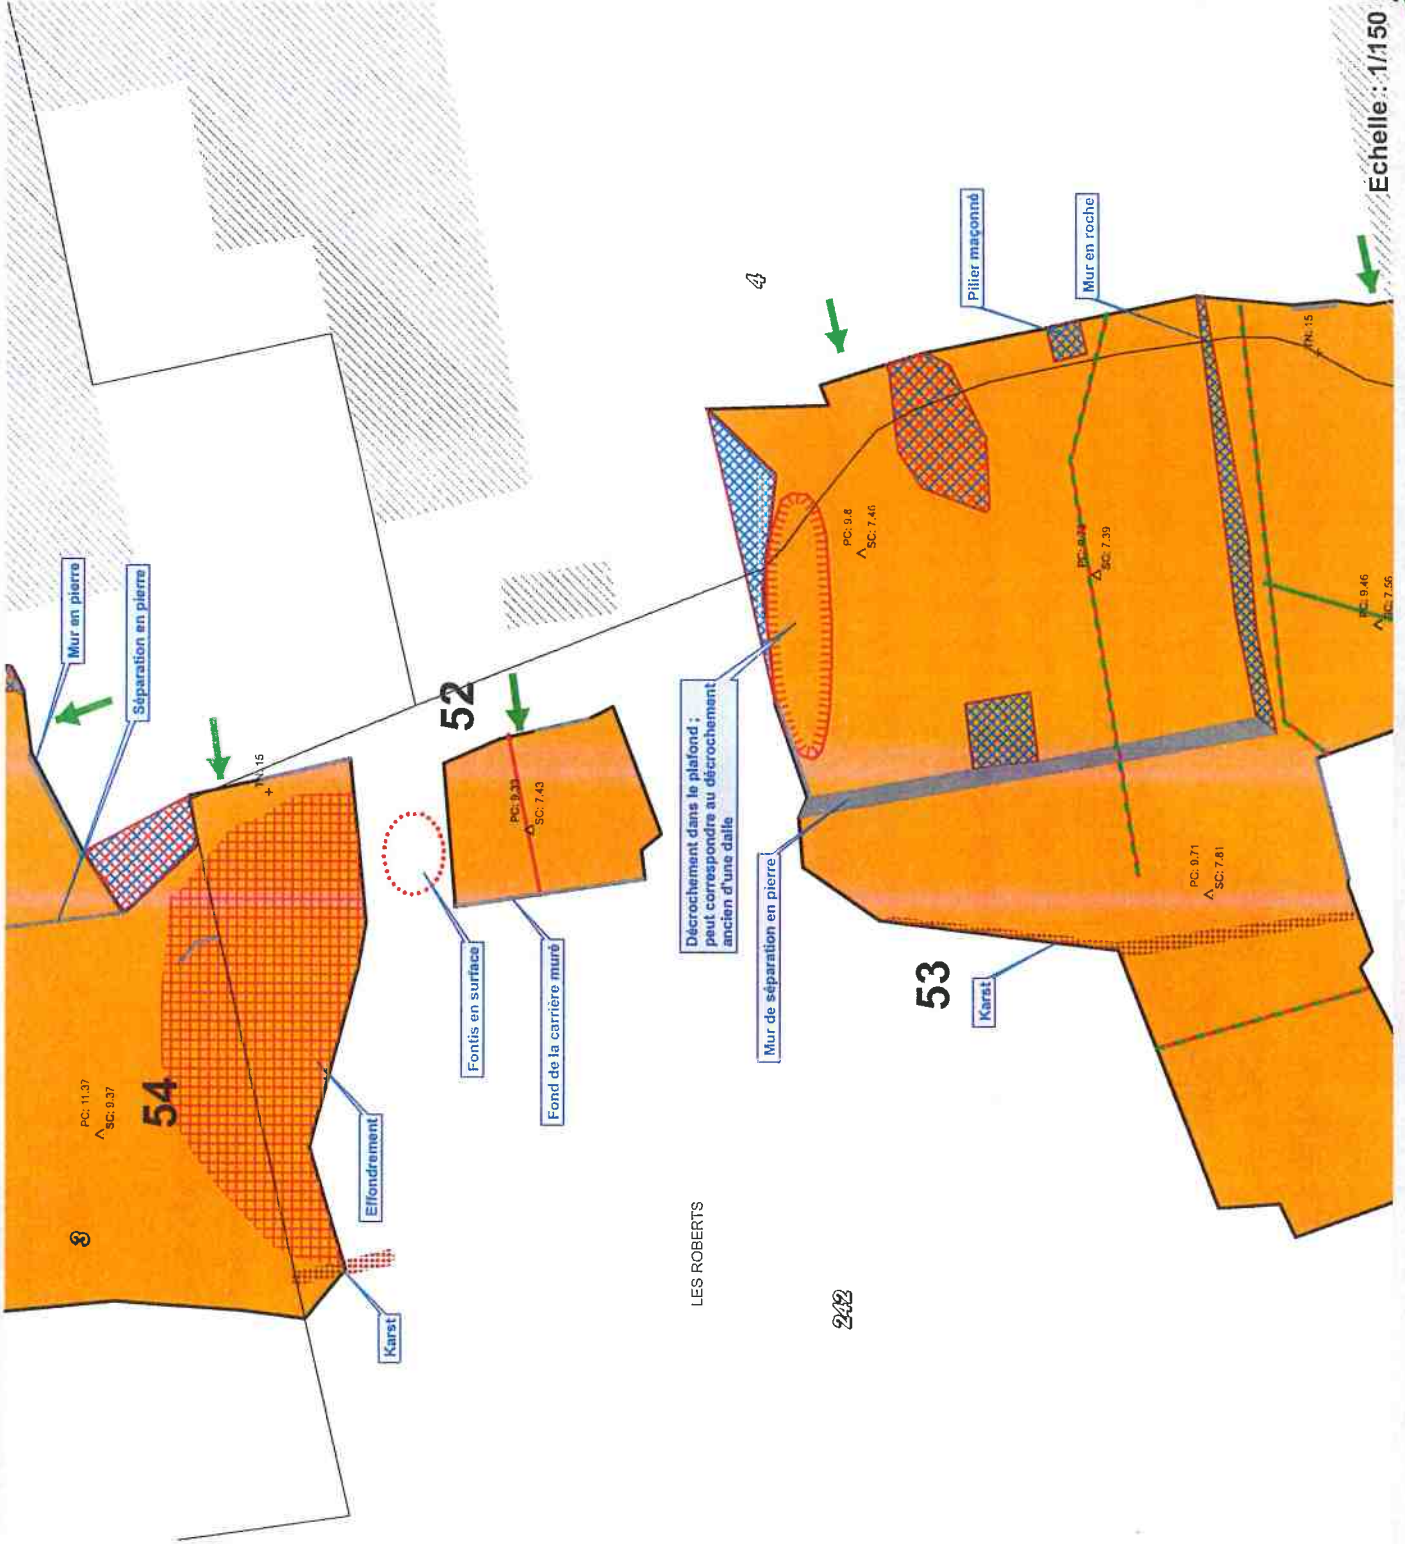 Mur en pierre
Séparation en pierre
TN: 15
PC: 11.37
SC: 9.37
54
3
Effondrement
Karst
52
PC: 9.33
SC: 7.43
Fontis en surface
Fond de la carrière muré
LES ROBERTS
242
4
Décrochement dans le plafond ;
peut correspondre au décrochement
ancien d'une dalle
Mur de séparation en pierre
53
Karst
PC: 9.8
SC: 7.46
Pilier maçonné
Mur en roche
SC: 7.39
PC: 9.71
SC: 7.81
TN: 15
PC: 9.46
SC: 7.56
Echelle : 1/150